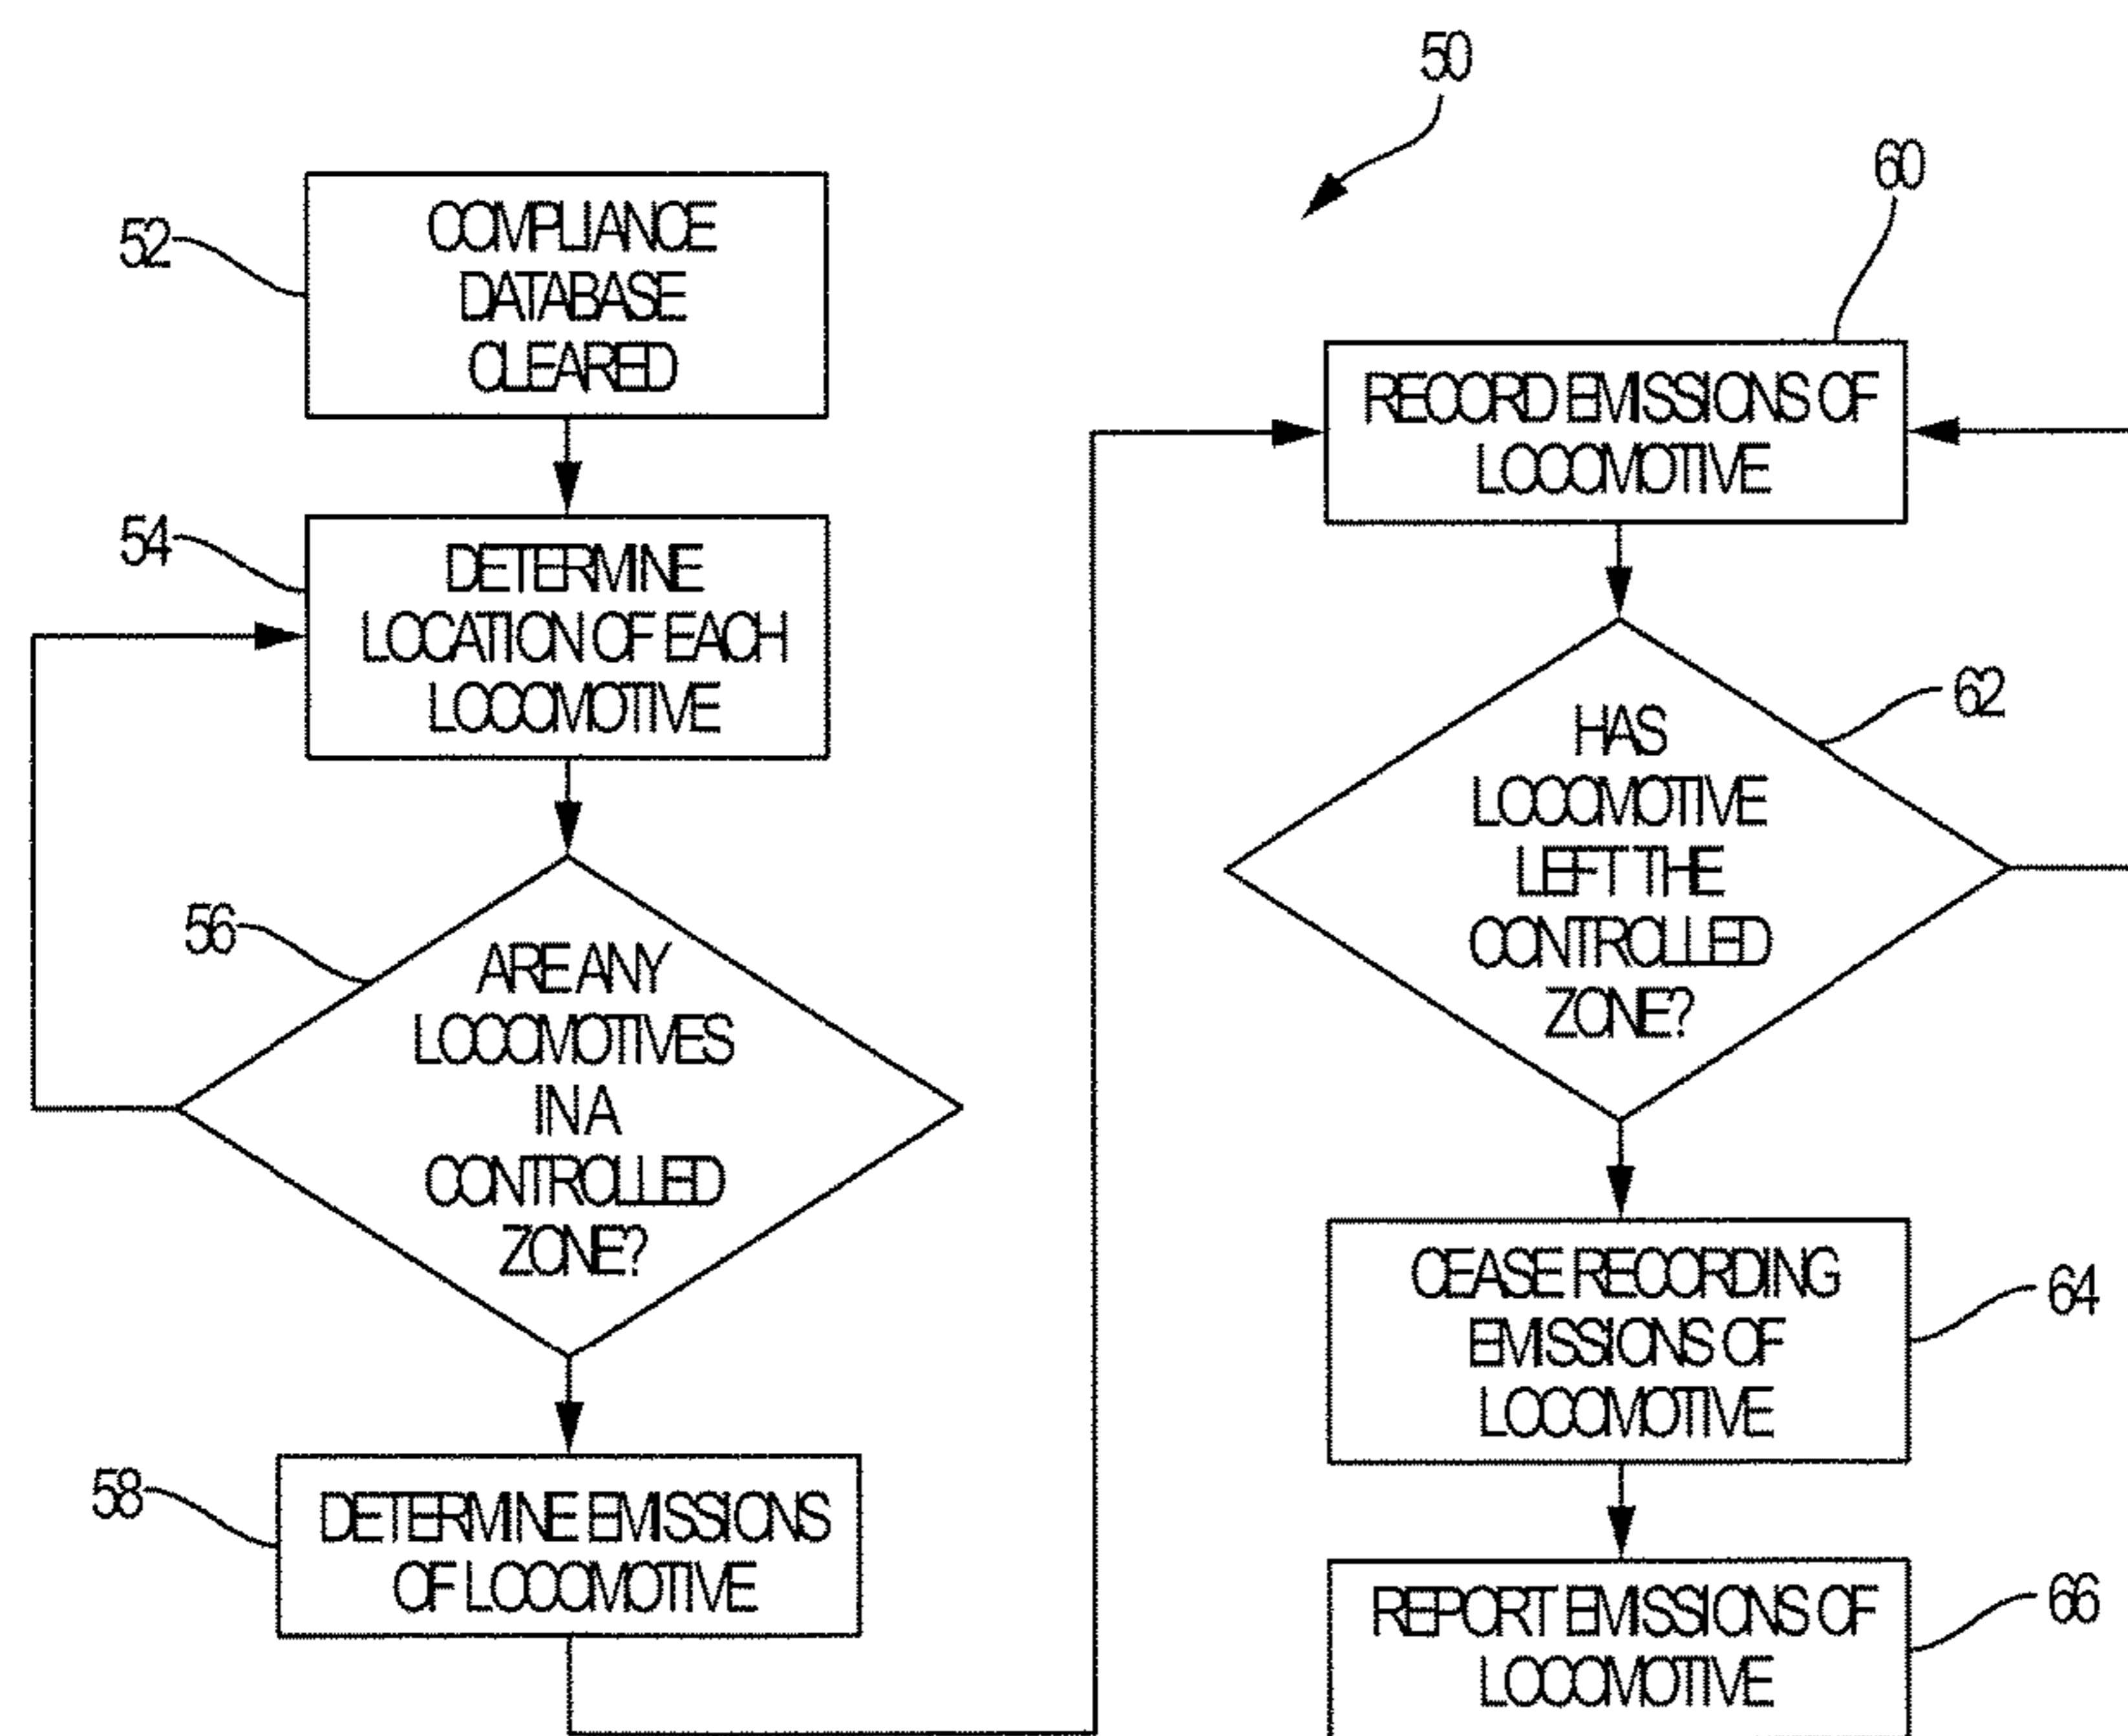 50
52
COMPLIANCE
DATABASE
CLEARED
54
DETERMINE
LOCATION OF EACH
LOCOMOTIVE
56
ARE ANY
LOCOMOTIVES
IN A
CONTROLLED
ZONE?
58
DETERMINE EMISSIONS
OF LOCOMOTIVE
60
RECORD EMISSIONS OF
LOCOMOTIVE
62
HAS
LOCOMOTIVE
LEFT THE
CONTROLLED
ZONE?
64
CEASE RECORDING
EMISSIONS OF
LOCOMOTIVE
66
REPORT EMISSIONS OF
LOCOMOTIVE